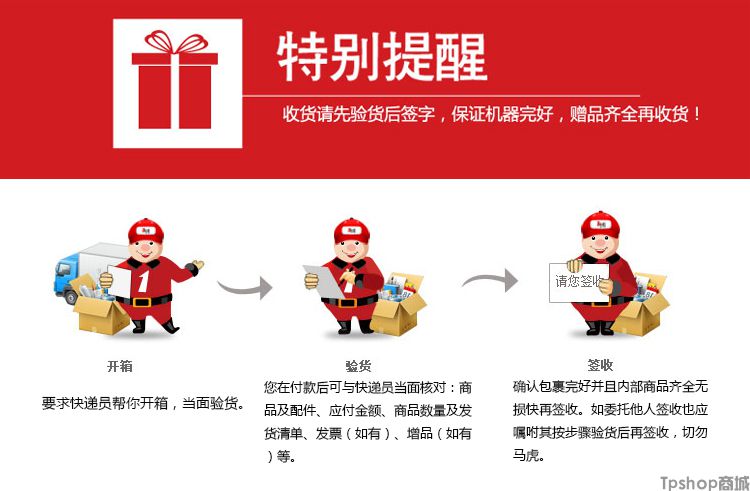 特别提醒
收货请先验货后签字，保证机器完好，赠品齐全再收货！
1
请您签收
开箱
要求快递员帮你开箱，当面验货。
验货
您在付款后可与快递员当面核对：商
品及配件、应付金额、商品数量及发
货清单、发票（如有）、增品（如有
）等。
签收
确认包裹完好并且内部商品齐全无
损快再签收。如委托他人签收也应
嘱咐其按步骤验货后再签收，切勿
马虎。
Tpshop商城